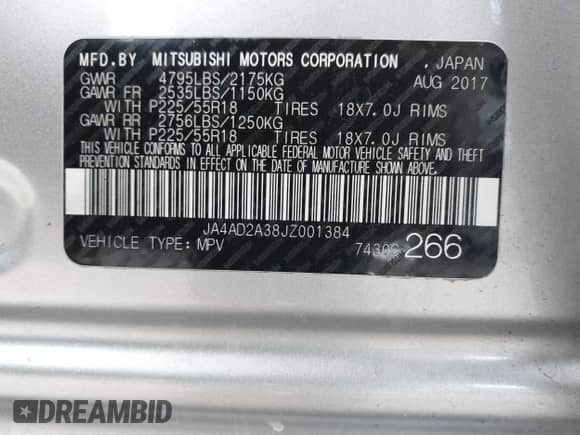 MFD.BY MITSUBISHI MOTORS CORPORATION . JAPAN
GVWR 4795LBS/2175KG AUG 2017
GAWR FR 2535LBS/1150KG
WITH P225/55R18 TIRES 18X7.0J RIMS
GAWR RR 2756LBS/1250KG
WITH P225/55R18 TIRES 18X7.0J RIMS
THIS VEHICLE CONFORMS TO ALL APPLICABLE FEDERAL MOTOR VEHICLE SAFETY AND THEFT
PREVENTION STANDARDS IN EFFECT ON THE DATE OF MANUFACTURE SHOWN ABOVE.
JA4AD2A38JZ001384
VEHICLE TYPE: MPV 266
DREAMBID